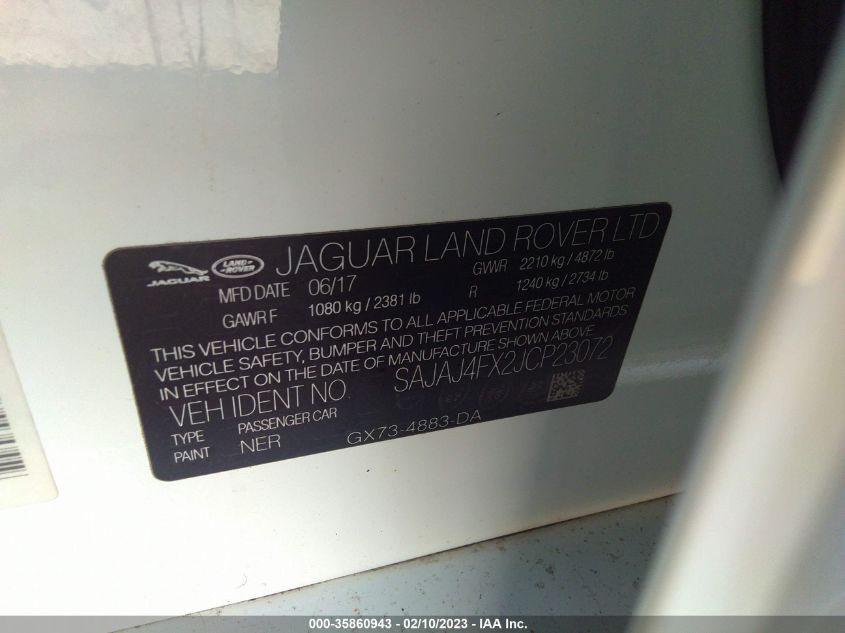 JAGUAR LAND-ROVER JAGUAR LAND ROVER LTD
MFD DATE 06/17 GVWR 2210 kg / 4872 lb
GAWR F 1080 kg / 2381 lb R 1240 kg / 2734 lb
THIS VEHICLE CONFORMS TO ALL APPLICABLE FEDERAL MOTOR
VEHICLE SAFETY, BUMPER AND THEFT PREVENTION STANDARDS
IN EFFECT ON THE DATE OF MANUFACTURE SHOWN ABOVE
VEH IDENT NO. SAJAJ4FX2JCP23072
TYPE PASSENGER CAR
PAINT NER GX73-4883-DA
000-35860943 - 02/10/2023 - IAA Inc.